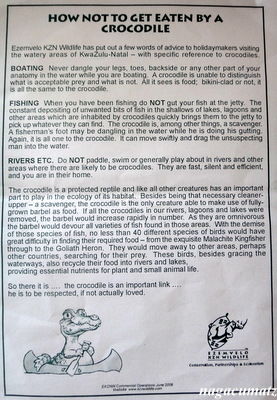 HOW NOT TO GET EATEN BY A
CROCODILE
Ezemvelo KZN Wildlife has put out a few words of advice to holidaymakers visiting
the watery areas of KwaZulu-Natal – with specific reference to crocodiles.
BOATING Never dangle your legs, toes, backside or any other part of your
anatomy in the water while you are boating. A crocodile is unable to distinguish
what is acceptable prey and what is not. All it sees is food; bikini-clad or not, it
is all the same to the crocodile.
FISHING When you have been fishing do NOT gut your fish at the jetty. The
constant depositing of unwanted bits of fish in the shallows of lakes, lagoons and
other areas which are inhabited by crocodiles quickly brings them to the jetty to
pick up whatever they can find. The crocodile is, among other things, a scavenger.
A fisherman's foot may be dangling in the water while he is doing his gutting.
Again, it is all one to the crocodile. It can move swiftly and drag the unsuspecting
man into the water.
RIVERS ETC. Do NOT paddle, swim or generally play about in rivers and other
areas where there are likely to be crocodiles. They are fast, silent and efficient,
and you are in their home.
The crocodile is a protected reptile and like all other creatures has an important
part to play in the ecology of its habitat. Besides being that necessary cleaner-
upper – a scavenger, the crocodile is the only creature able to make use of fully-
grown barbel as food. If all the crocodiles in our rivers, lagoons and lakes were
removed, the barbel would increase rapidly in number. As they are omnivorous
the barbel would devour all varieties of fish found in those areas. With the demise
of those species of fish, no less than 40 different species of birds would have
great difficulty in finding their required food – from the exquisite Malachite Kingfisher
through to the Goliath Heron. They would move away to other areas, perhaps
other countries, searching for their prey. These birds, besides gracing the
waterways, also recycle their food into rivers and lakes,
providing essential nutrients for plant and small animal life.
So there it is .... the crocodile is an important link ....
he is to be respected, if not actually loved.
EZEMVELO
KZN WILDLIFE
Conservation, Partnerships & Ecotourism
EKZNW Commercial Operations June 2006
nagacumatz